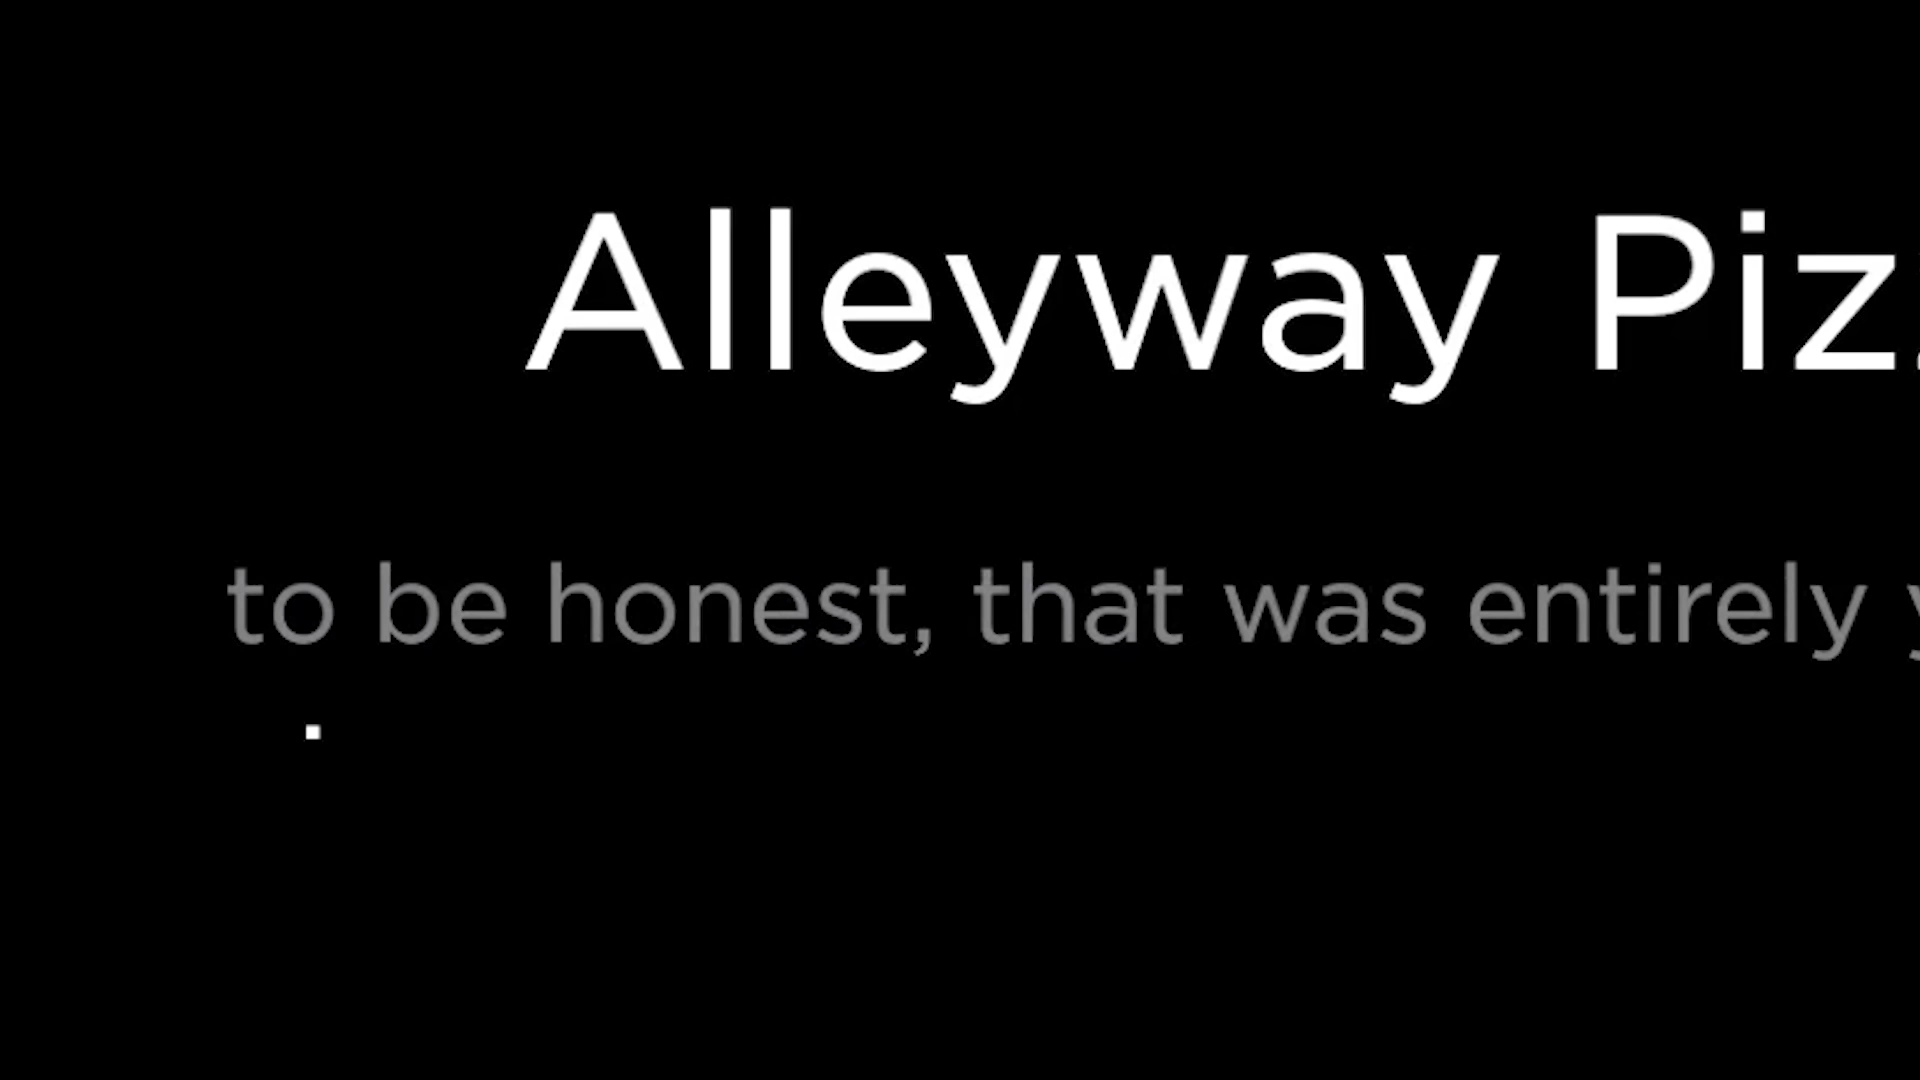 Alleyway Piz
to be honest, that was entirely
.